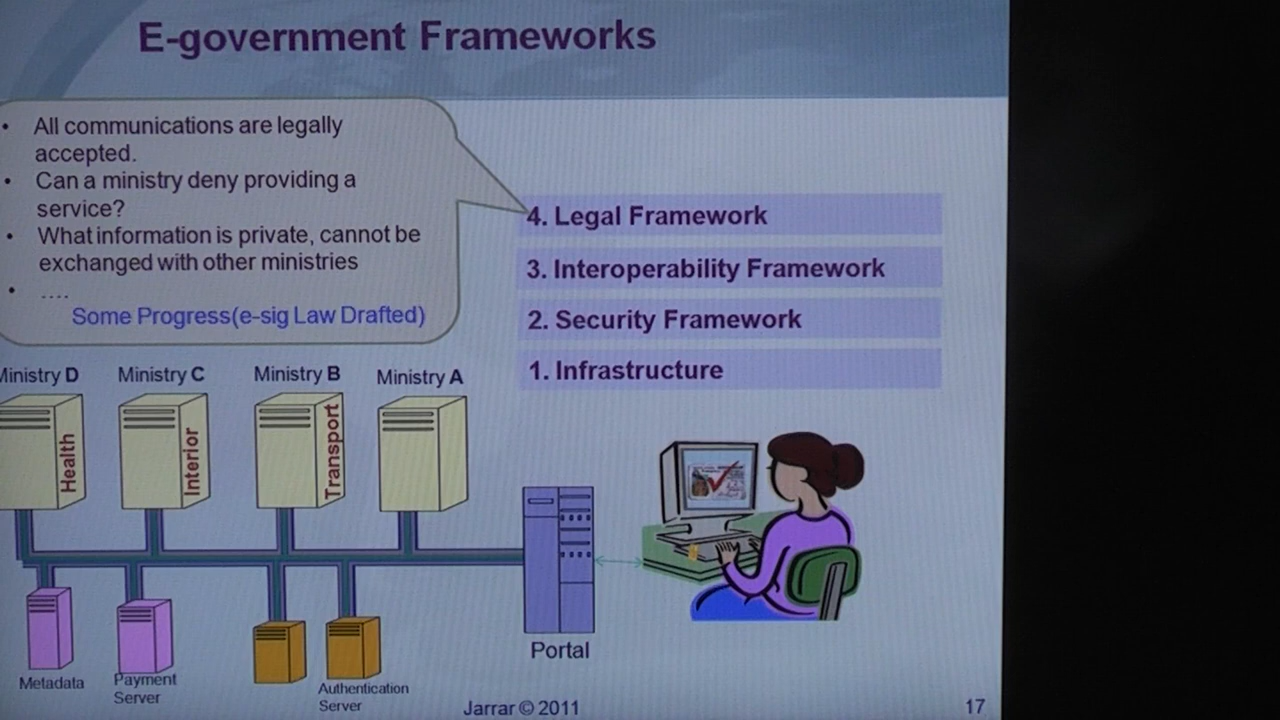 E-government Frameworks
• All communications are legally
accepted.
• Can a ministry deny providing a
service?
• What information is private, cannot be
exchanged with other ministries
• ....
Some Progress(e-sig Law Drafted)
4. Legal Framework
3. Interoperability Framework
2. Security Framework
1. Infrastructure
Ministry D
Ministry C
Ministry B
Ministry A
Health
Interior
Transport
Portal
Metadata
Payment
Server
Authentication
Server
Jarrar © 2011
17